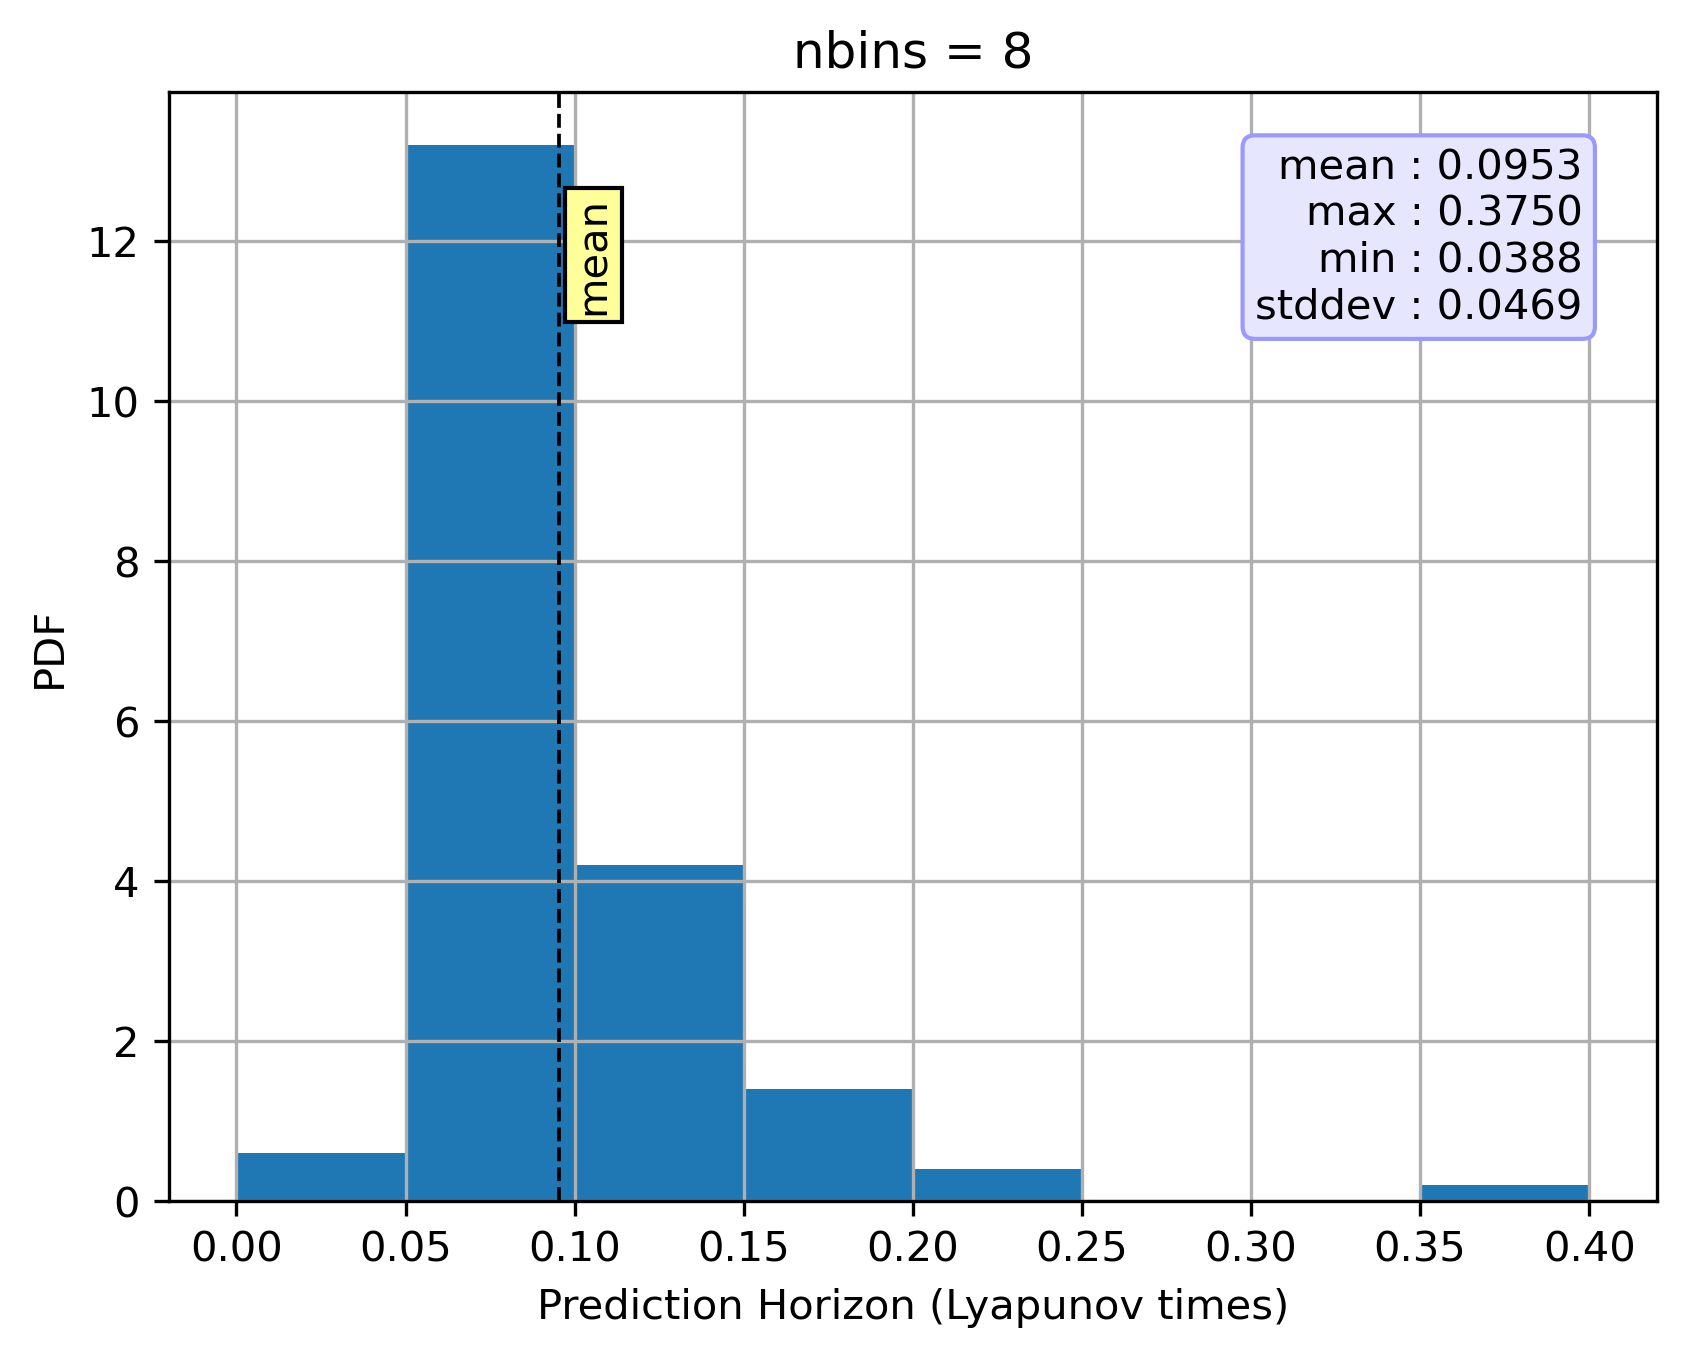 nbins = 8
mean : 0.0953
max : 0.3750
min : 0.0388
stddev : 0.0469
mean
PDF
12
10
8
6
4
2
0
0.00 0.05 0.10 0.15 0.20 0.25 0.30 0.35 0.40
Prediction Horizon (Lyapunov times)